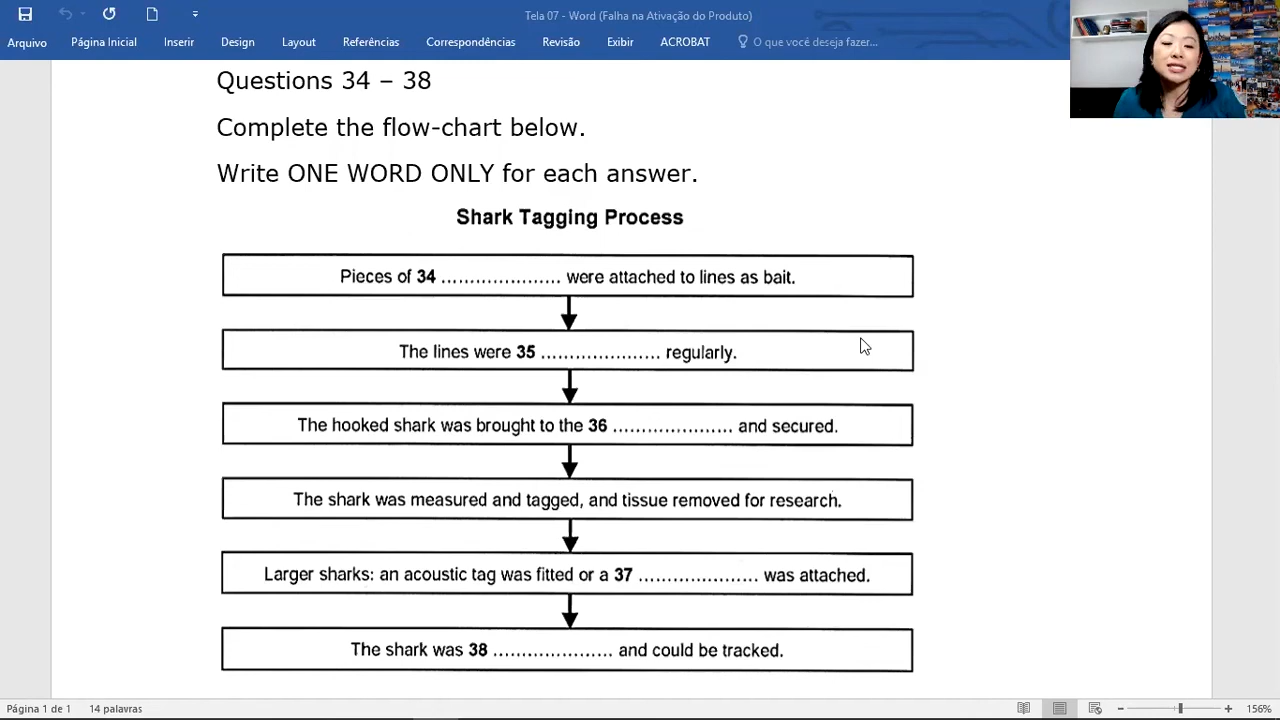 Tela 07 - Word (Falha na Ativação do Produto)
Arquivo Página Inicial Inserir Design Layout Referências Correspondências Revisão Exibir ACROBAT O que você deseja fazer...
Questions 34 – 38
Complete the flow-chart below.
Write ONE WORD ONLY for each answer.
Shark Tagging Process
Pieces of 34 ..................... were attached to lines as bait.
The lines were 35 ..................... regularly.
The hooked shark was brought to the 36 ..................... and secured.
The shark was measured and tagged, and tissue removed for research.
Larger sharks: an acoustic tag was fitted or a 37 ..................... was attached.
The shark was 38 ..................... and could be tracked.
Página 1 de 1 14 palavras 156%